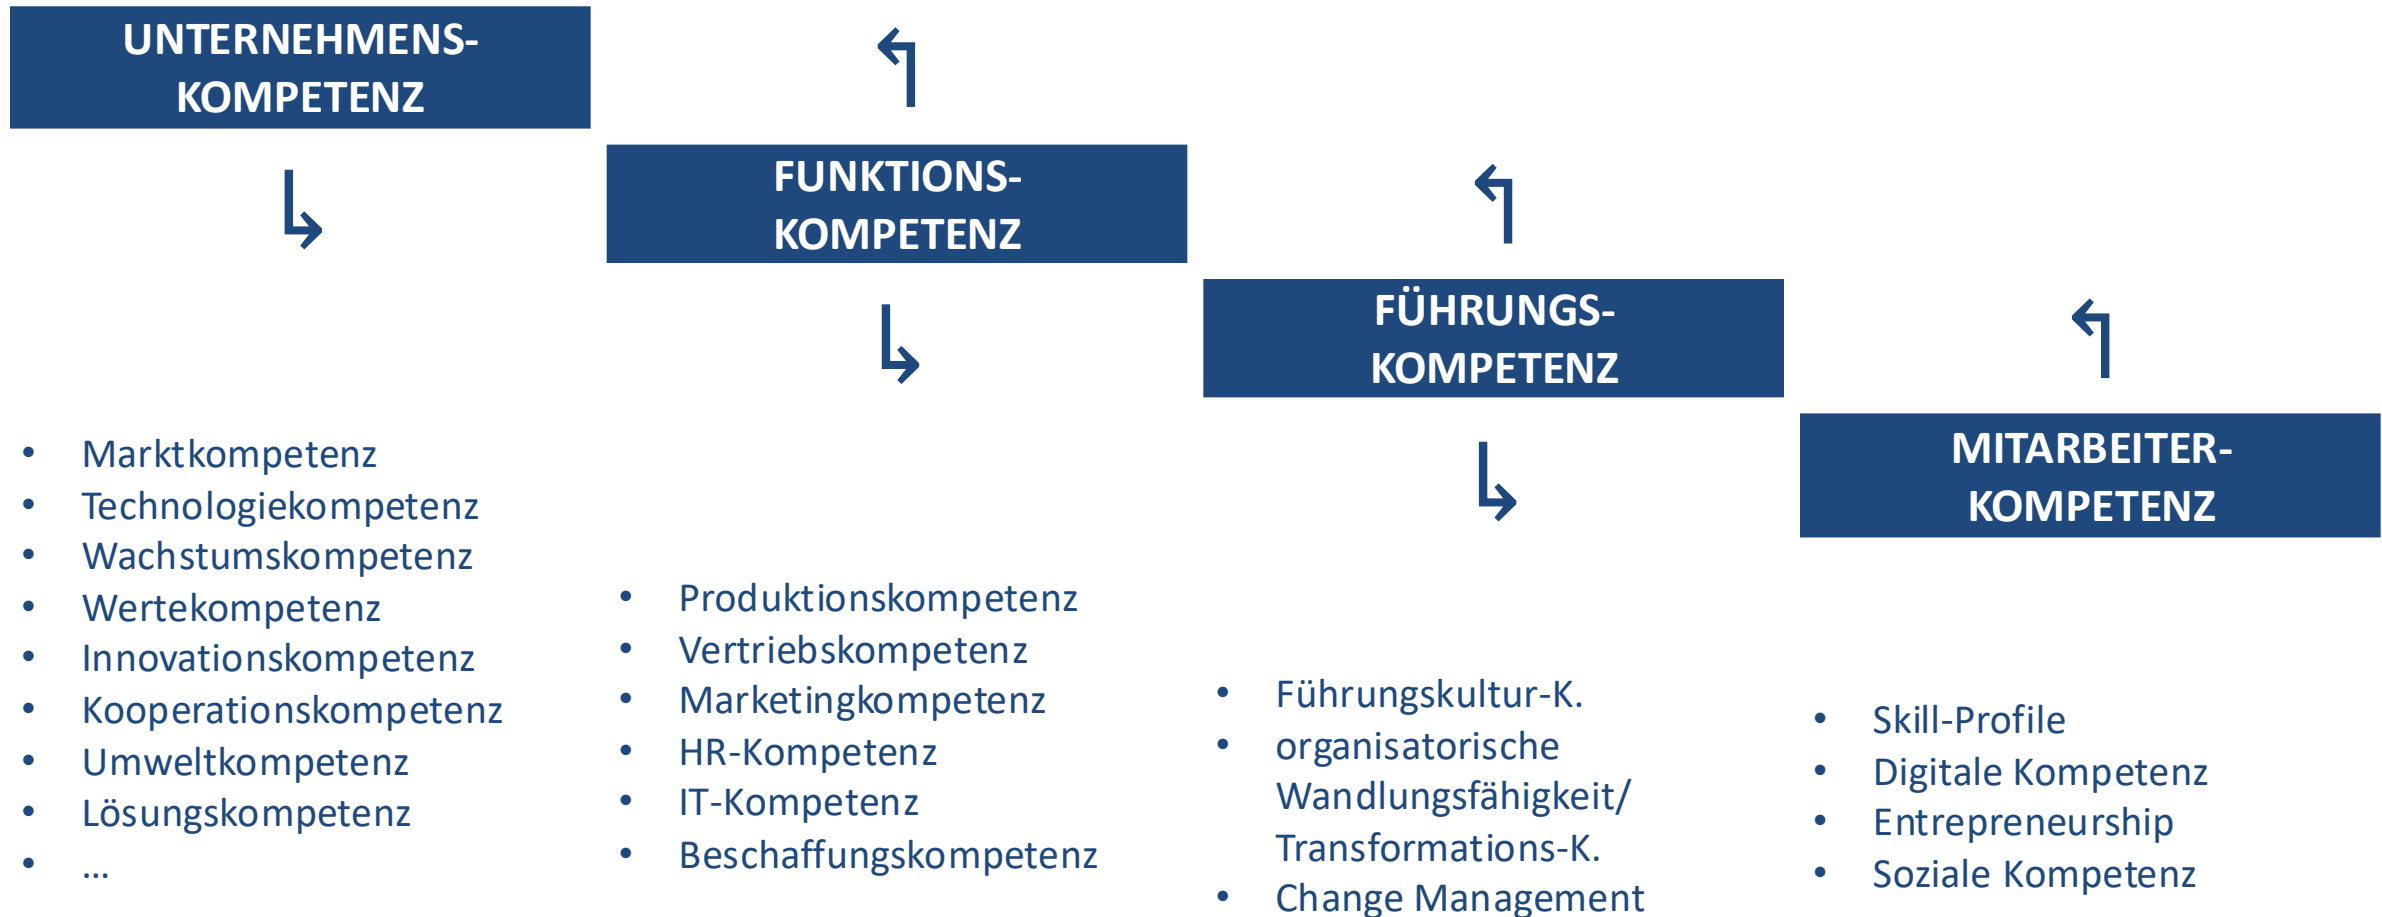 UNTERNEHMENS-
KOMPETENZ
FUNKTIONS-
KOMPETENZ
FÜHRUNGS-
KOMPETENZ
MITARBEITER-
KOMPETENZ
• Marktkompetenz
• Technologiekompetenz
• Wachstumskompetenz
• Wertekompetenz
• Innovationskompetenz
• Kooperationskompetenz
• Umweltkompetenz
• Lösungskompetenz
• ...
• Produktionskompetenz
• Vertriebskompetenz
• Marketingkompetenz
• HR-Kompetenz
• IT-Kompetenz
• Beschaffungskompetenz
• Führungskultur-K.
• organisatorische
Wandlungsfähigkeit/
Transformations-K.
• Change Management
• Skill-Profile
• Digitale Kompetenz
• Entrepreneurship
• Soziale Kompetenz